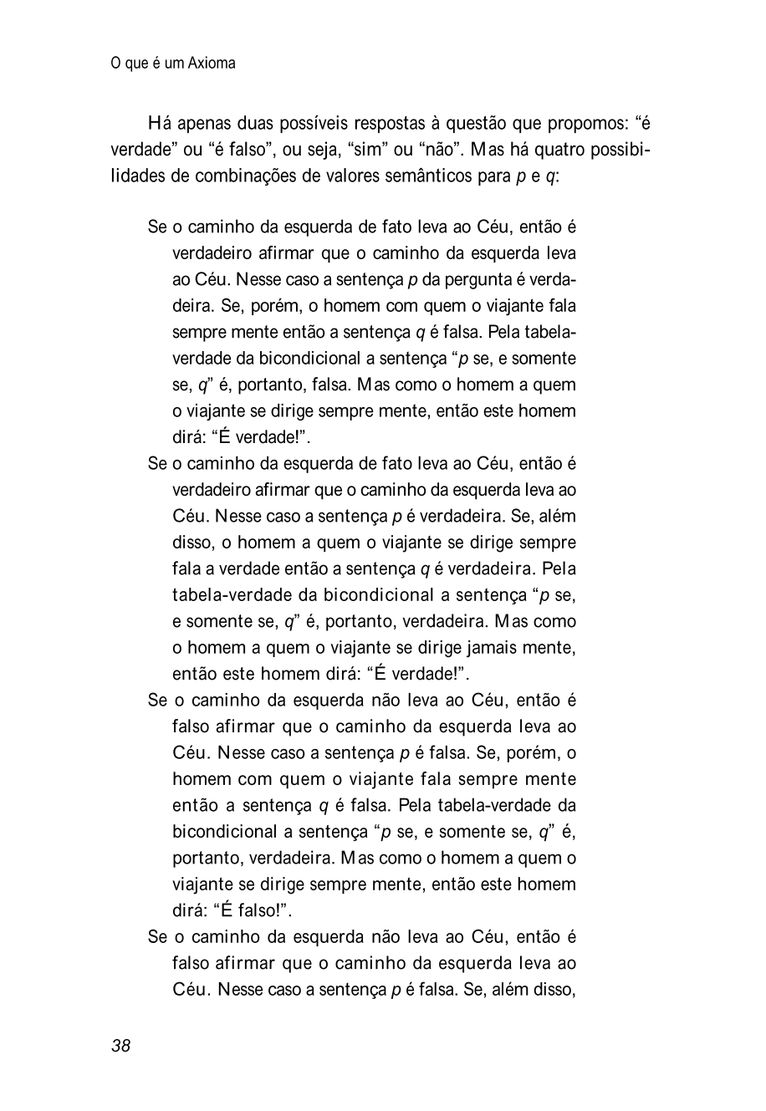 O que é um Axioma
Há apenas duas possíveis respostas à questão que propomos: “é
verdade” ou “é falso”, ou seja, “sim” ou “não”. Mas há quatro possibi-
lidades de combinações de valores semânticos para p e q:
Se o caminho da esquerda de fato leva ao Céu, então é
verdadeiro afirmar que o caminho da esquerda leva
ao Céu. Nesse caso a sentença p da pergunta é verda-
deira. Se, porém, o homem com quem o viajante fala
sempre mente então a sentença q é falsa. Pela tabela-
verdade da bicondicional a sentença “p se, e somente
se, q” é, portanto, falsa. Mas como o homem a quem
o viajante se dirige sempre mente, então este homem
dirá: “É verdade!”.
Se o caminho da esquerda de fato leva ao Céu, então é
verdadeiro afirmar que o caminho da esquerda leva ao
Céu. Nesse caso a sentença p é verdadeira. Se, além
disso, o homem a quem o viajante se dirige sempre
fala a verdade então a sentença q é verdadeira. Pela
tabela-verdade da bicondicional a sentença “p se,
e somente se, q” é, portanto, verdadeira. Mas como
o homem a quem o viajante se dirige jamais mente,
então este homem dirá: “É verdade!”.
Se o caminho da esquerda não leva ao Céu, então é
falso afirmar que o caminho da esquerda leva ao
Céu. Nesse caso a sentença p é falsa. Se, porém, o
homem com quem o viajante fala sempre mente
então a sentença q é falsa. Pela tabela-verdade da
bicondicional a sentença “p se, e somente se, q” é,
portanto, verdadeira. Mas como o homem a quem o
viajante se dirige sempre mente, então este homem
dirá: “É falso!”.
Se o caminho da esquerda não leva ao Céu, então é
falso afirmar que o caminho da esquerda leva ao
Céu. Nesse caso a sentença p é falsa. Se, além disso,
38